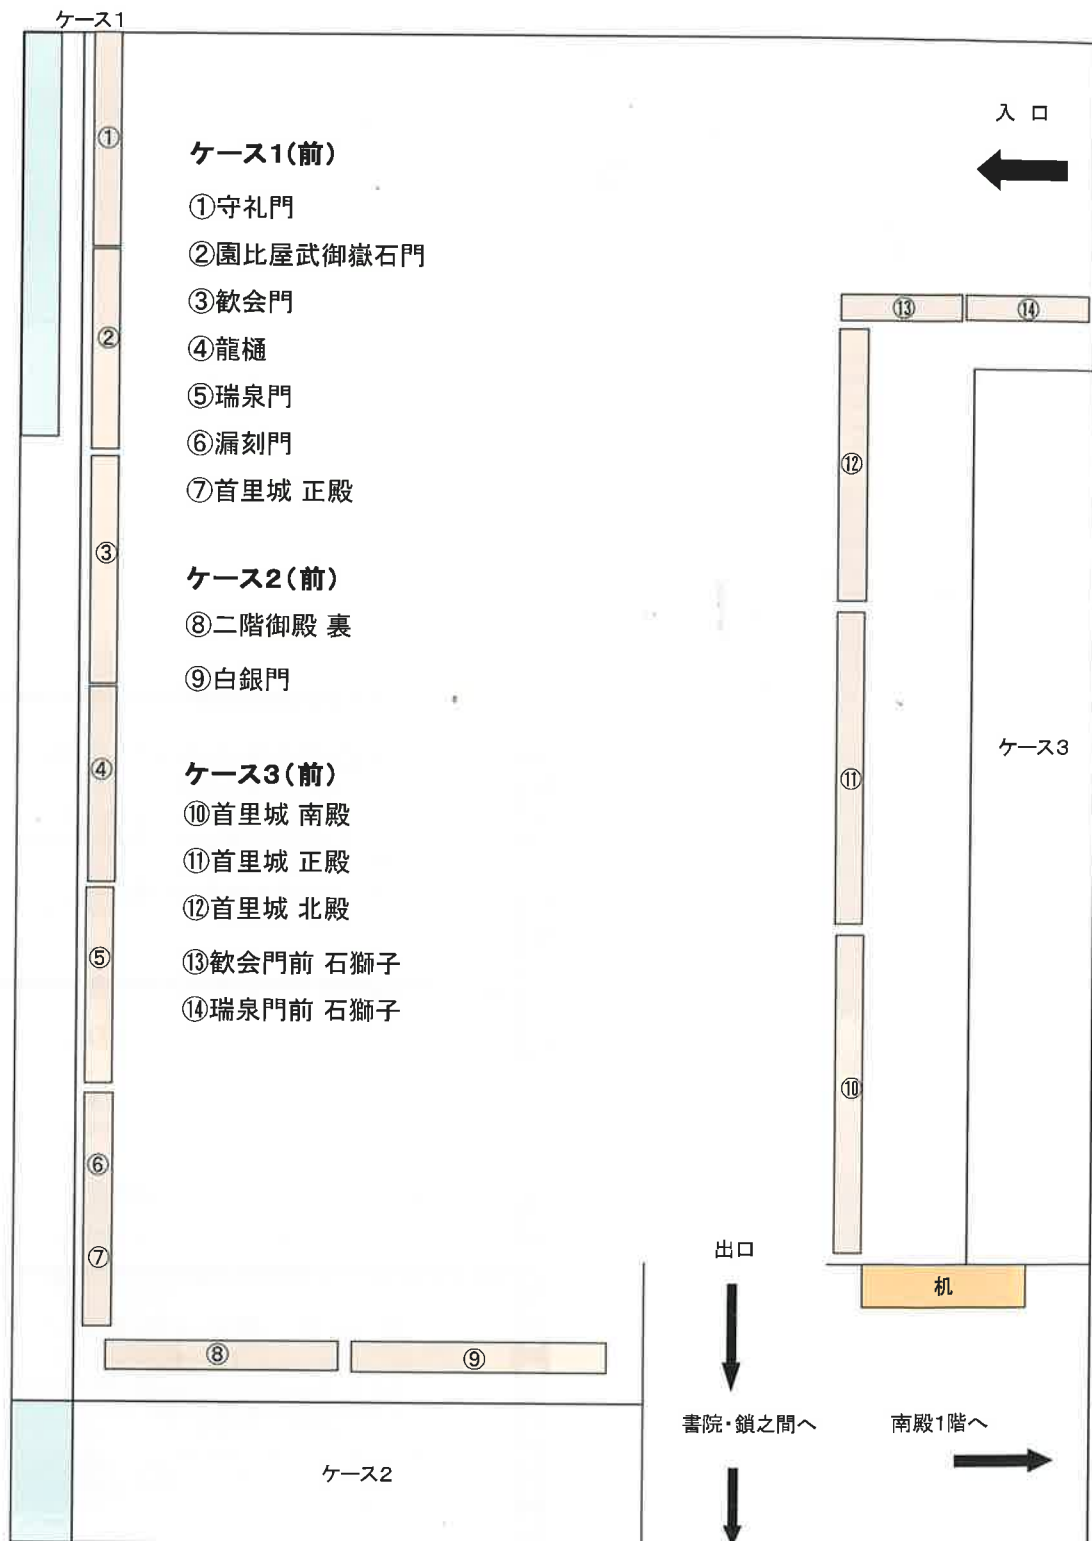 ケース1
入 口
ケース1(前)
①守礼門
②園比屋武御嶽石門
③歓会門
④龍樋
⑤瑞泉門
⑥漏刻門
⑦首里城 正殿
ケース2(前)
⑧二階御殿 裏
⑨白銀門
ケース3(前)
⑩首里城 南殿
⑪首里城 正殿
⑫首里城 北殿
⑬歓会門前 石獅子
⑭瑞泉門前 石獅子
①
②
③
④
⑤
⑥
⑦
⑧
⑨
⑬
⑭
⑫
⑪
⑩
ケース3
出口
机
書院・鎖之間へ
南殿1階へ
ケース2